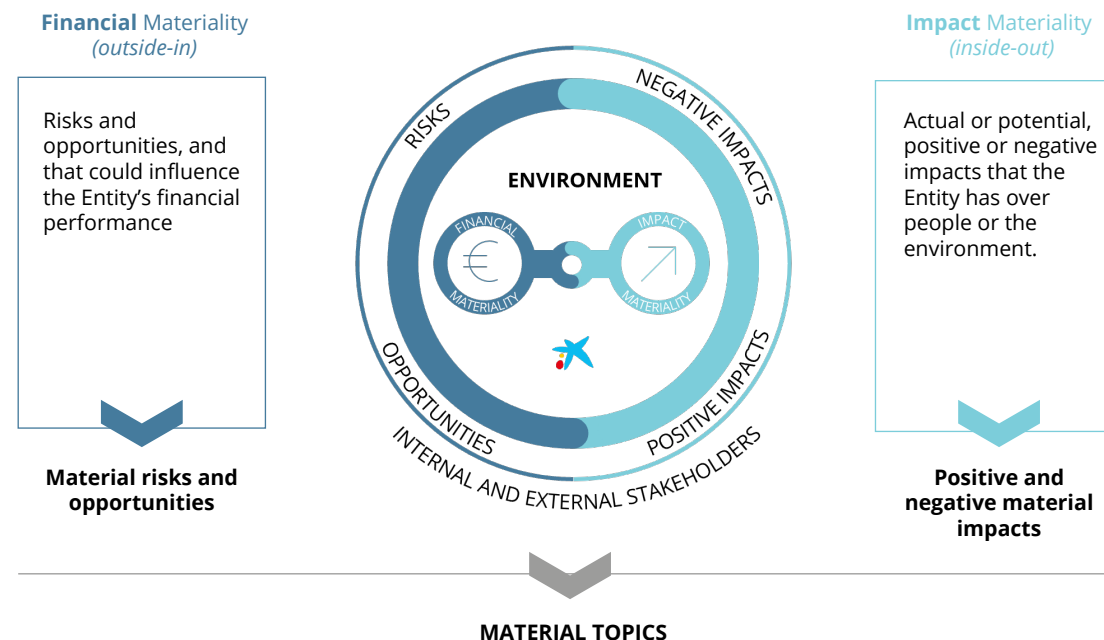 Financial Materiality
(outside-in)
Risks and
opportunities, and
that could influence
the Entity's financial
performance
Material risks and
opportunities
RISKS
NEGATIVE IMPACTS
ENVIRONMENT
FINANCIAL
MATERIALITY
IMPACT
MATERIALITY
OPPORTUNITIES
POSITIVE IMPACTS
INTERNAL AND EXTERNAL STAKEHOLDERS
Impact Materiality
(inside-out)
Actual or potential,
positive or negative
impacts that the
Entity has over
people or the
environment.
Positive and
negative material
impacts
MATERIAL TOPICS